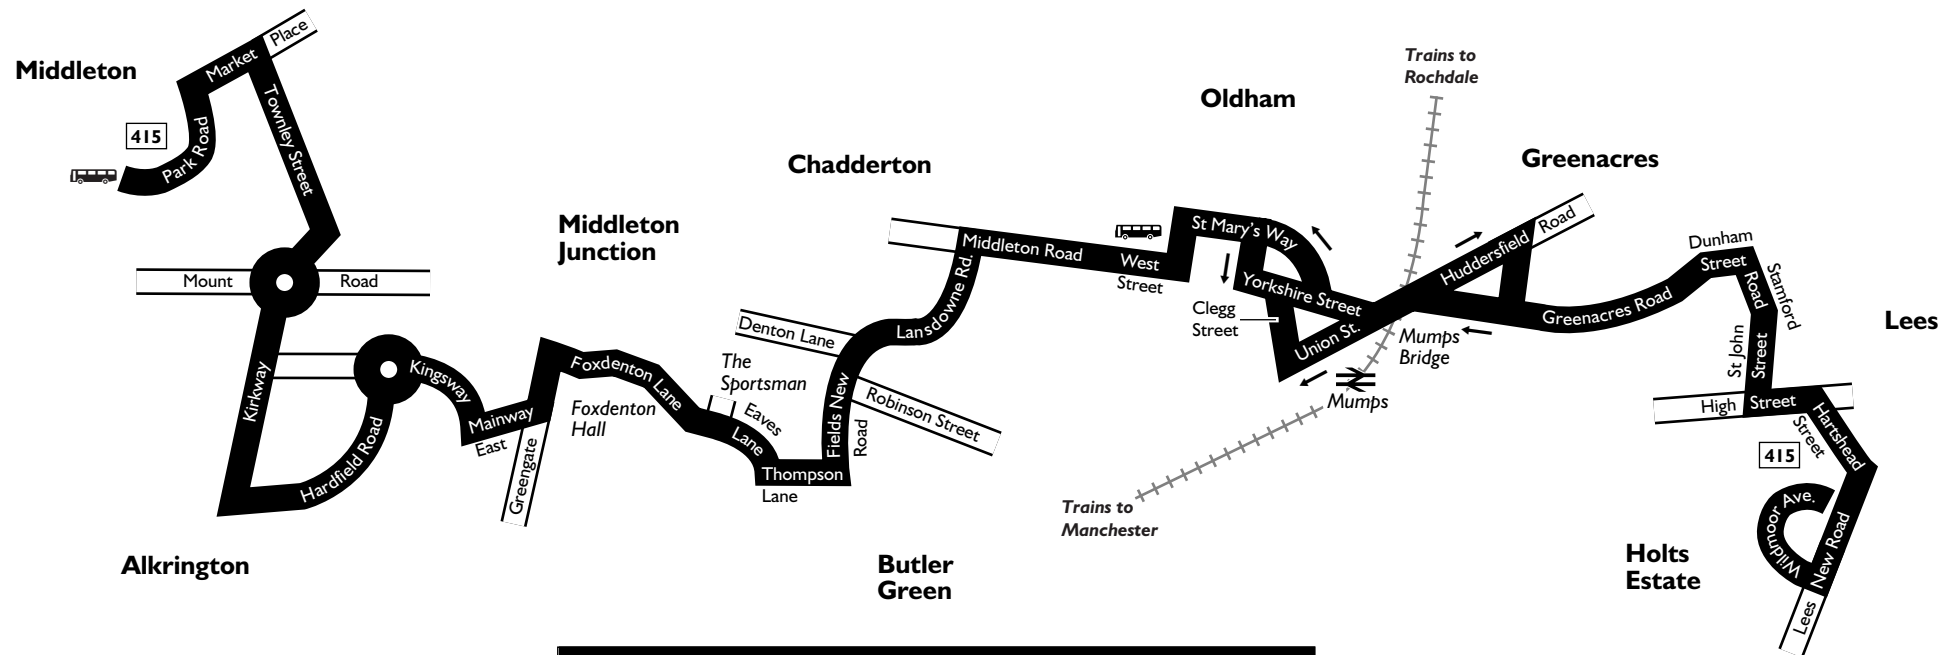 Middleton
415
Park Road
Market
Place
Townley Street
Mount
Road
Kirkway
Hardfield Road
Alkrington
Kingsway
Mainway
East
Greengate
Middleton
Junction
Foxdenton Lane
Foxdenton
Hall
The
Sportsman
Eaves
Lane
Thompson
Lane
Fields New
Road
Denton Lane
Robinson Street
Lansdowne Rd.
Butler
Green
Chadderton
Middleton Road
West
Street
St Mary's Way
Oldham
Yorkshire Street
Clegg
Street
Union St.
Mumps
Bridge
Mumps
Trains to
Rochdale
Trains to
Manchester
Huddersfield
Road
Greenacres
Greenacres Road
Dunham
Street
Stamford
Road
St John
Street
High
Street
Lees
Hartshead
Street
415
Wildmoor Ave.
New Road
Lees
Holts
Estate